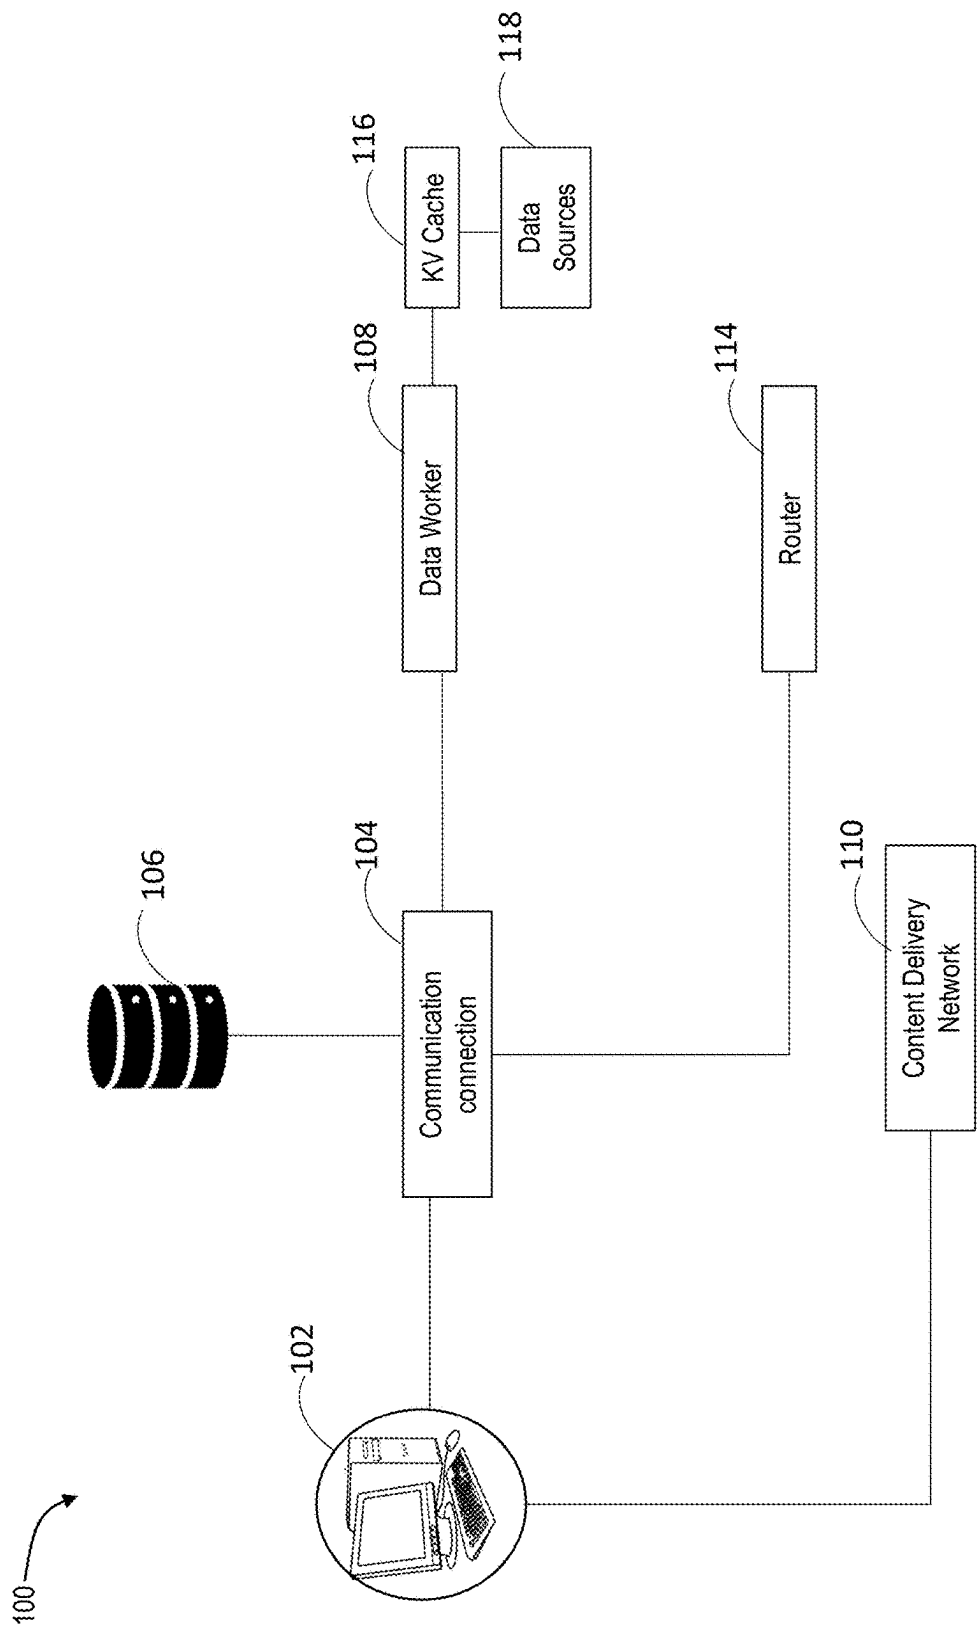 100
102
104
106
108
116
118
114
110
Communication
connection
Data Worker
KV Cache
Data
Sources
Router
Content Delivery
Network